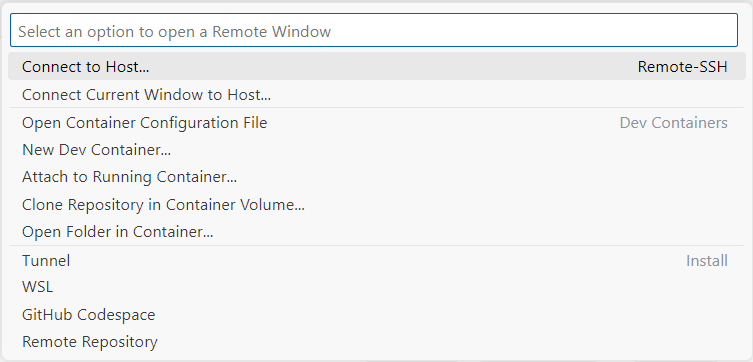 Select an option to open a Remote Window
Connect to Host... Remote-SSH
Connect Current Window to Host...
Open Container Configuration File Dev Containers
New Dev Container...
Attach to Running Container...
Clone Repository in Container Volume...
Open Folder in Container...
Tunnel Install
WSL
GitHub Codespace
Remote Repository